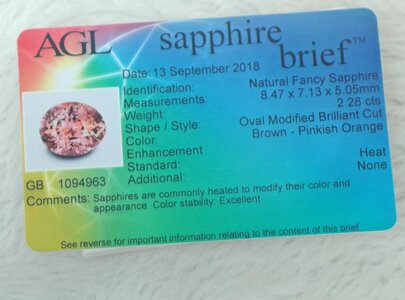 AGL sapphire brief™
Date: 13 September 2018
Identification: Natural Fancy Sapphire
Measurements: 8.47 x 7.13 x 5.05mm
Weight: 2.28 cts
Shape / Style: Oval Modified Brilliant Cut
Color: Brown - Pinkish Orange
Enhancement
Standard: Heat
Additional: None
GB 1094963
Comments: Sapphires are commonly heated to modify their color and
appearance. Color stability: Excellent
See reverse for important information relating to the content of this brief